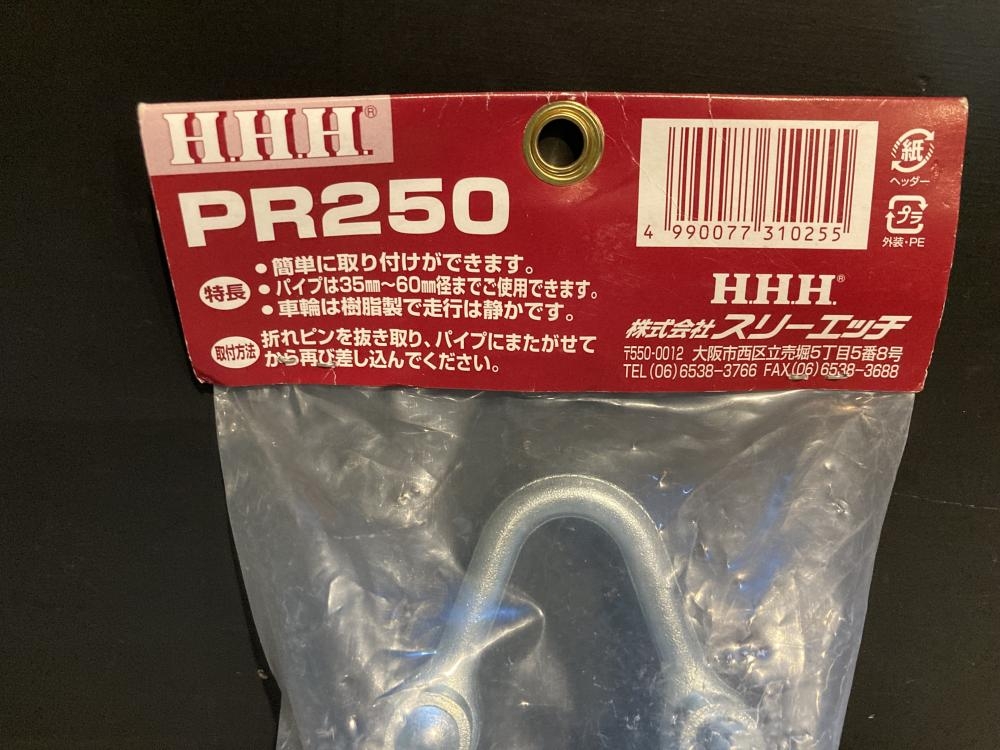 H.H.H.®
PR250
特長
• 簡単に取り付けができます。
• パイプは35㎜～60㎜径までご使用できます。
• 車輪は樹脂製で走行は静かです。
取付方法
折れピンを抜き取り、パイプにまたがせて
から再び差し込んでください。
4 990077 310255
紙
ヘッダー
プラ
外装・PE
H.H.H.®
株式会社 スリーエッチ
〒550-0012 大阪市西区立売堀5丁目5番8号
TEL (06) 6538-3766 FAX (06) 6538-3688